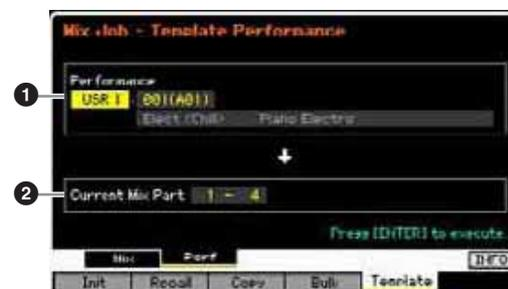 Mix Job - Template Performance
Performance
1
USR 1 001(A01)
Elect (Chill) Piano Electro
2
Current Mix Part 1 - 4
Press [ENTER] to execute.
Mix Perf INFO
Init Recall Copy Bulk Template